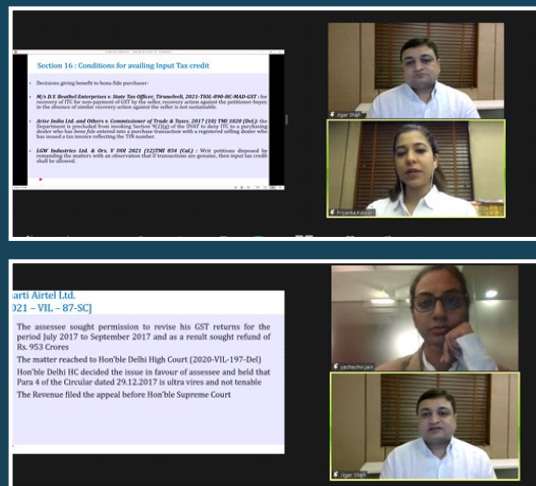 Section 16 : Conditions for availing Input Tax credit
Decisions giving benefit to bona fide purchaser:
M/s D.Y. Beathel Enterprises v. State Tax Officer, Tirunelveli, 2021-TIOL-890-HC-MAD-GST : for
recovery of ITC for non-payment of GST by the seller, recovery action against the petitioner-buyer,
in the absence of similar recovery action against the seller is not sustainable.
Arise India Ltd. and Others v. Commissioner of Trade & Taxes, 2017 (10) TMI 1020 (Del.): the
Department is precluded from invoking Section 9(2)(g) of the DVAT to deny ITC to a purchasing
dealer who has bona fide entered into a purchase transaction with a registered selling dealer who
has issued a tax invoice reflecting the TIN number.
LGW Industries Ltd. & Ors. V UOI 2021 (12)TMI 834 (Cal.) : Writ petitions disposed by
remanding the matters with an observation that if transactions are genuine, then input tax credit
shall be allowed.
Jigar Shah
Priyanka
arti Airtel Ltd.
021 – VIL – 87-SC]
The assessee sought permission to revise his GST returns for the
period July 2017 to September 2017 and as a result sought refund of
Rs. 953 Crores
The matter reached to Hon'ble Delhi High Court (2020-VIL-197-Del)
Hon'ble Delhi HC decided the issue in favour of assessee and held that
Para 4 of the Circular dated 29.12.2017 is ultra vires and not tenable
The Revenue filed the appeal before Hon'ble Supreme Court
Jigar Shah